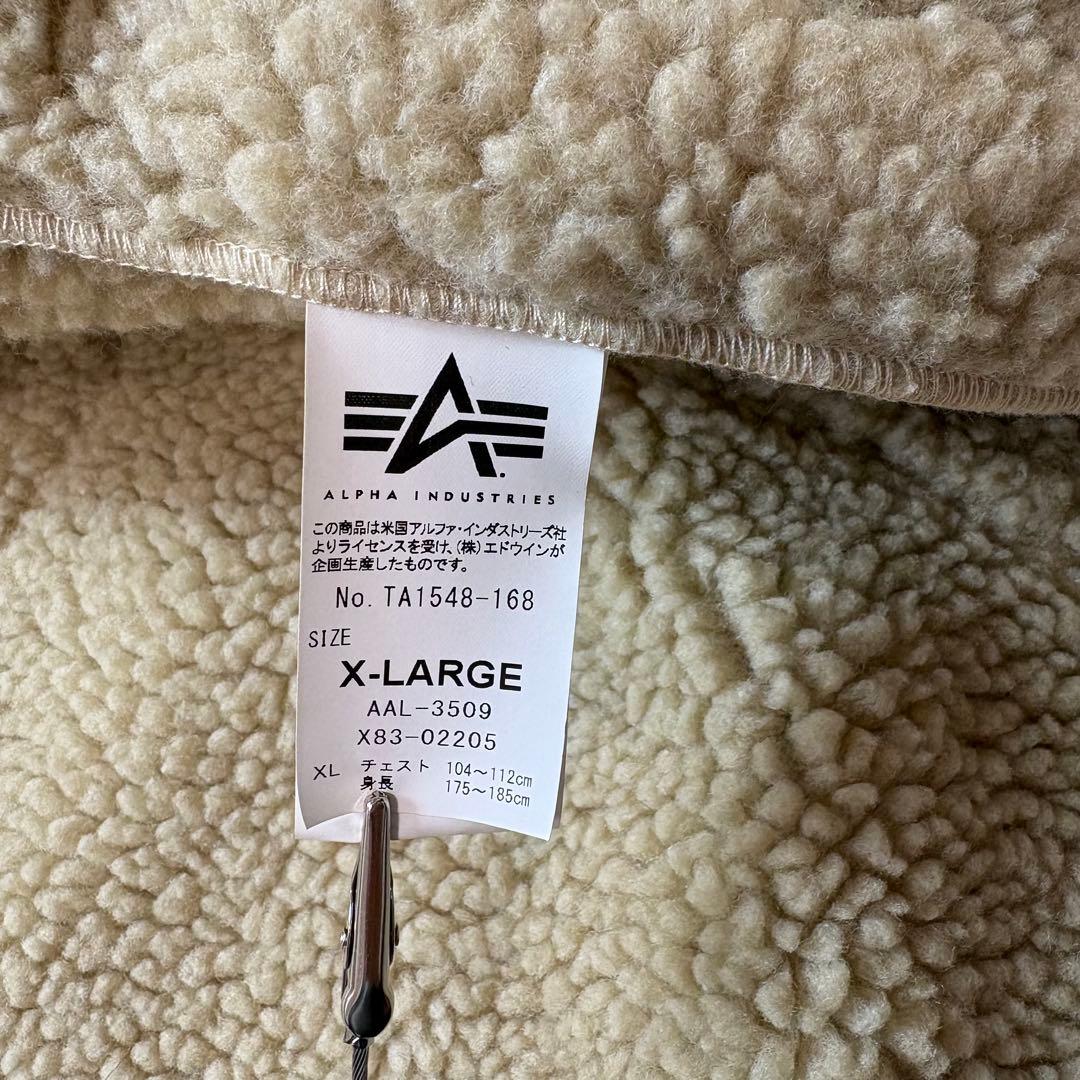 ALPHA INDUSTRIES
この商品は米国アルファ・インダストリーズ社
よりライセンスを受け、(株)エドウインが
企画生産したものです。
No. TA1548-168
SIZE
X-LARGE
AAL-3509
X83-02205
XL チェスト 104～112cm
身長 175～185cm